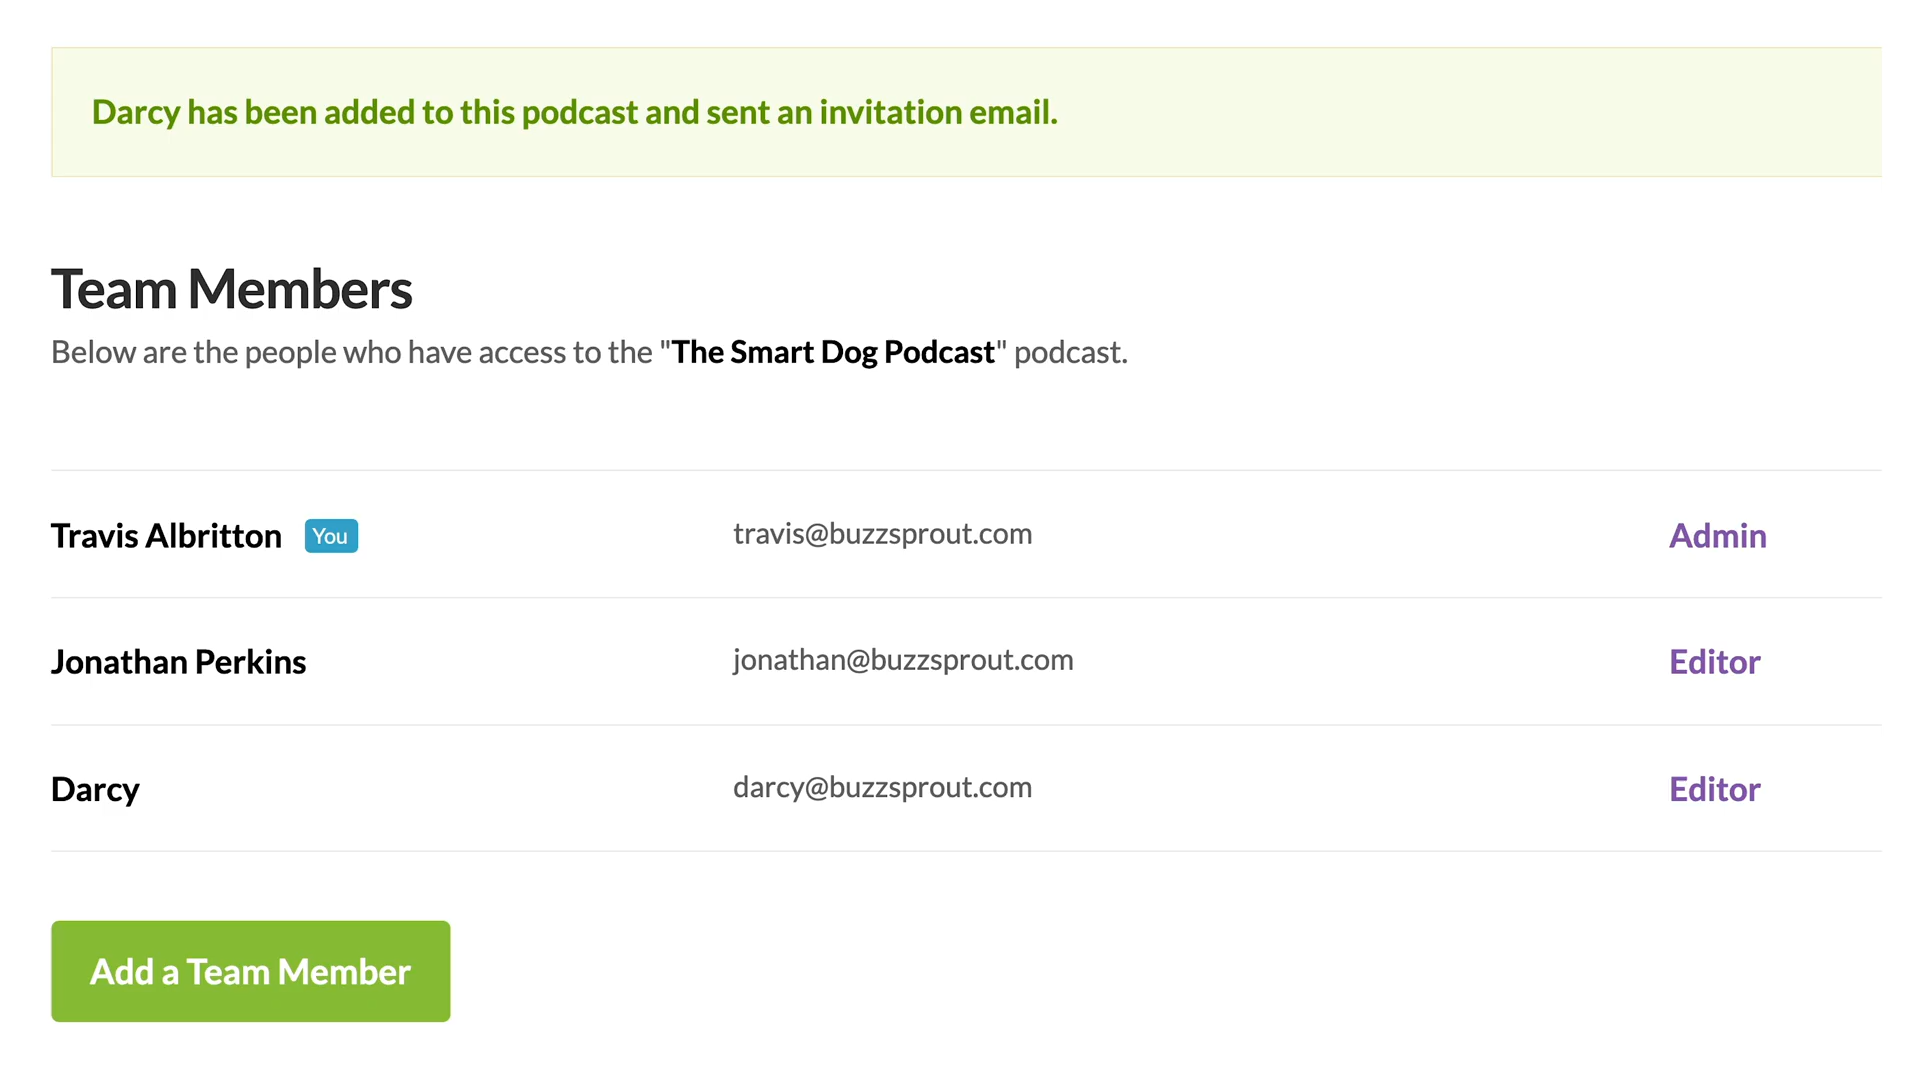 Darcy has been added to this podcast and sent an invitation email.
Team Members
Below are the people who have access to the "The Smart Dog Podcast" podcast.
Travis Albritton You travis@buzzsprout.com Admin
Jonathan Perkins jonathan@buzzsprout.com Editor
Darcy darcy@buzzsprout.com Editor
Add a Team Member